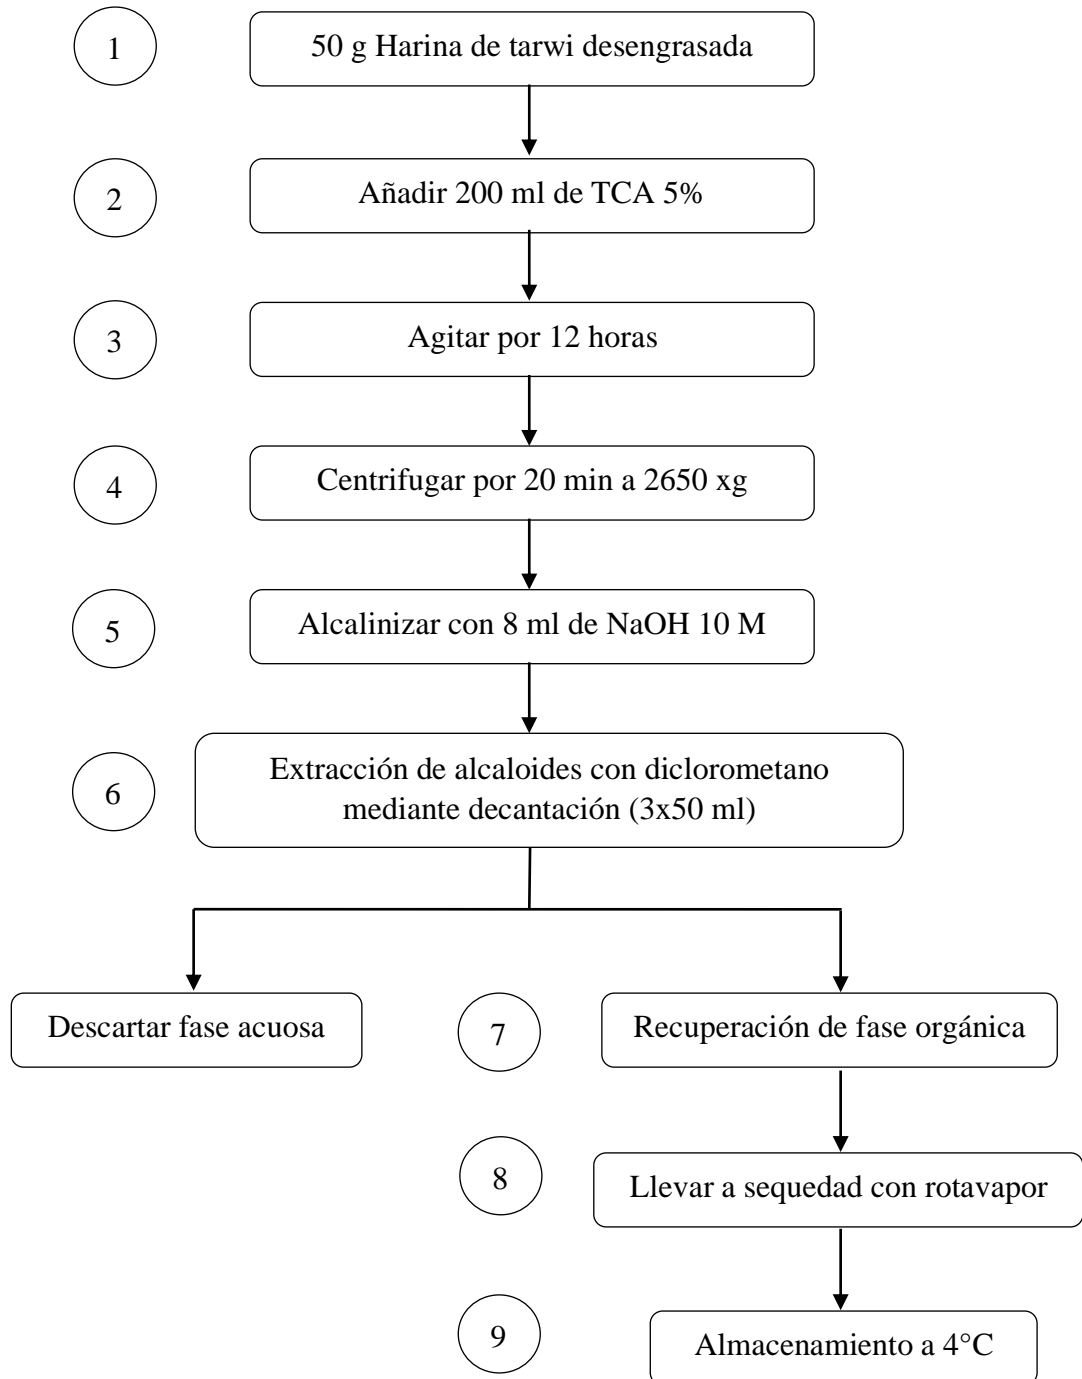 1
50 g Harina de tarwi desengrasada
2
Añadir 200 ml de TCA 5%
3
Agitar por 12 horas
4
Centrifugar por 20 min a 2650 xg
5
Alcalinizar con 8 ml de NaOH 10 M
6
Extracción de alcaloides con diclorometano
mediante decantación (3x50 ml)
Descartar fase acuosa
7
Recuperación de fase orgánica
8
Llevar a sequedad con rotavapor
9
Almacenamiento a 4°C